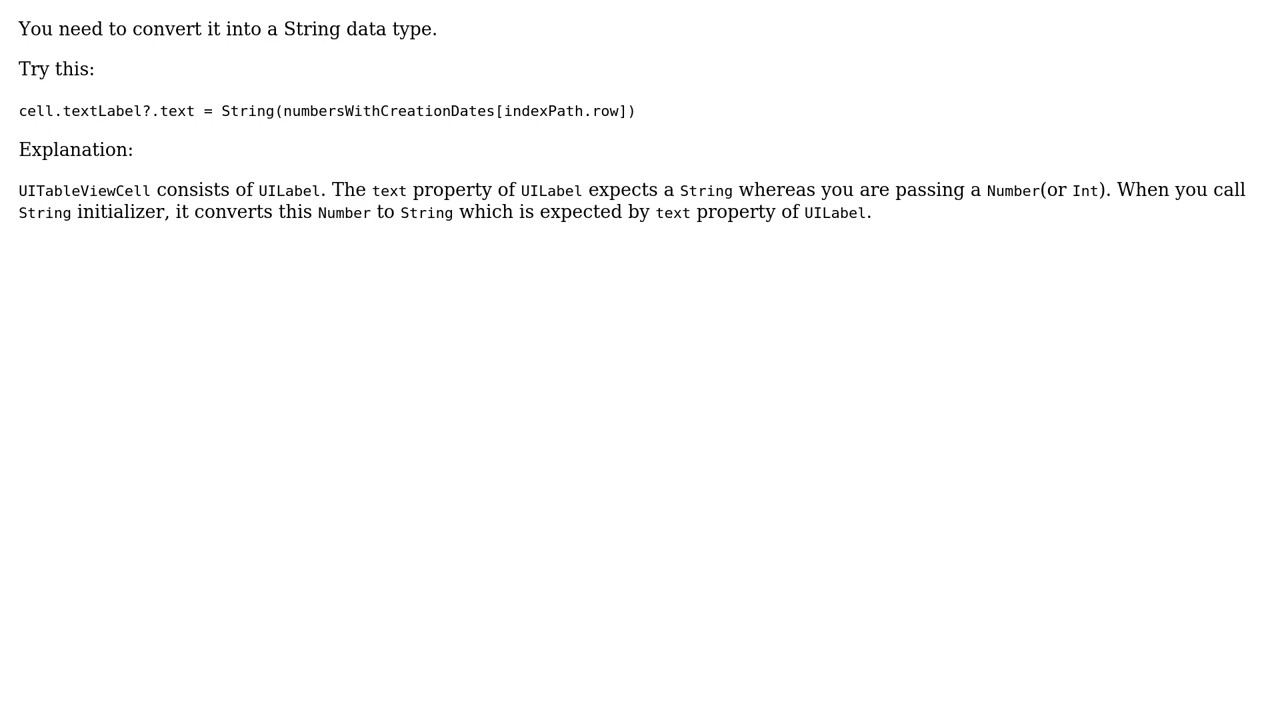 You need to convert it into a String data type.
Try this:
cell.textLabel?.text = String(numbersWithCreationDates[indexPath.row])
Explanation:
UITableViewCell consists of UILabel. The text property of UILabel expects a String whereas you are passing a Number(or Int). When you call
String initializer, it converts this Number to String which is expected by text property of UILabel.